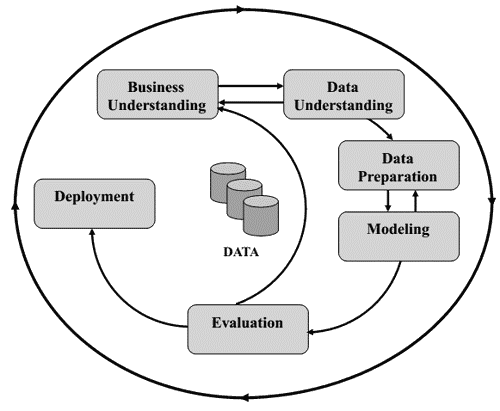 Business
Understanding
Data
Understanding
Data
Preparation
Modeling
Evaluation
Deployment
DATA